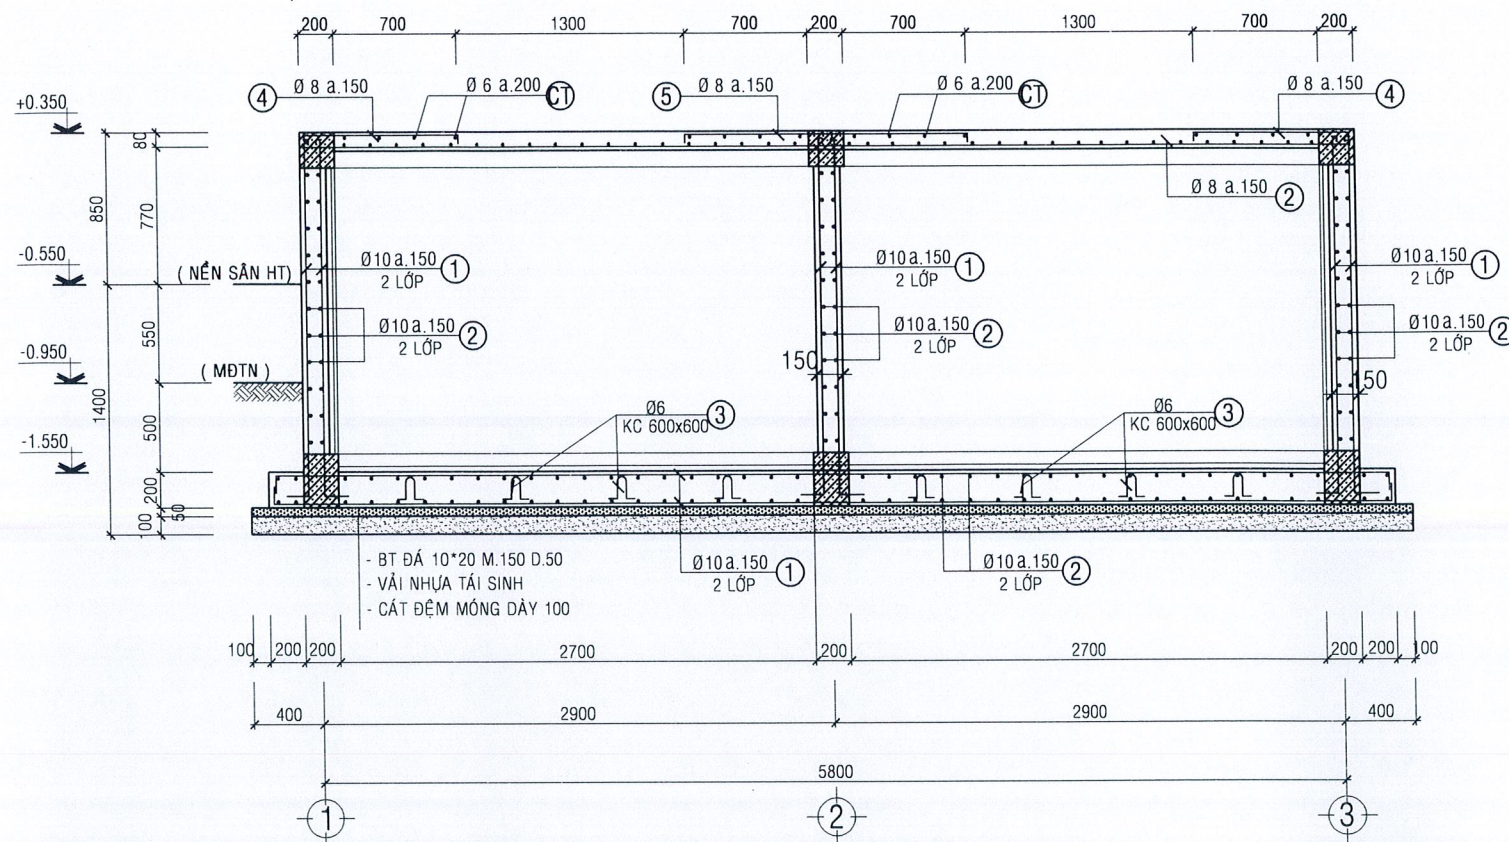 200 700 1300 700 200 700 1300 700 200
4 Ø 8 a.150 Ø 6 a.200 CT 5 Ø 8 a.150 Ø 6 a.200 CT Ø 8 a.150 4
+0.350
80
Ø 8 a.150 2
850
770
-0.550
( NỀN SÂN HT)
Ø10 a.150 1
2 LỚP
Ø10 a.150 1
2 LỚP
Ø10 a.150 1
2 LỚP
Ø10 a.150 2
2 LỚP
Ø10 a.150 2
2 LỚP
Ø10 a.150 2
2 LỚP
550
-0.950
( MĐTN )
150
50
1400
500
-1.550
Ø6
KC 600x600 3
Ø6
KC 600x600 3
200
50
100
- BT ĐÁ 10*20 M.150 D.50
- VẢI NHỰA TÁI SINH
- CÁT ĐỆM MÓNG DÀY 100
Ø10 a.150 1
2 LỚP
Ø10 a.150 2
2 LỚP
100 200 200 2700 200 2700 200 200 100
400 2900 2900 400
5800
1 2 3